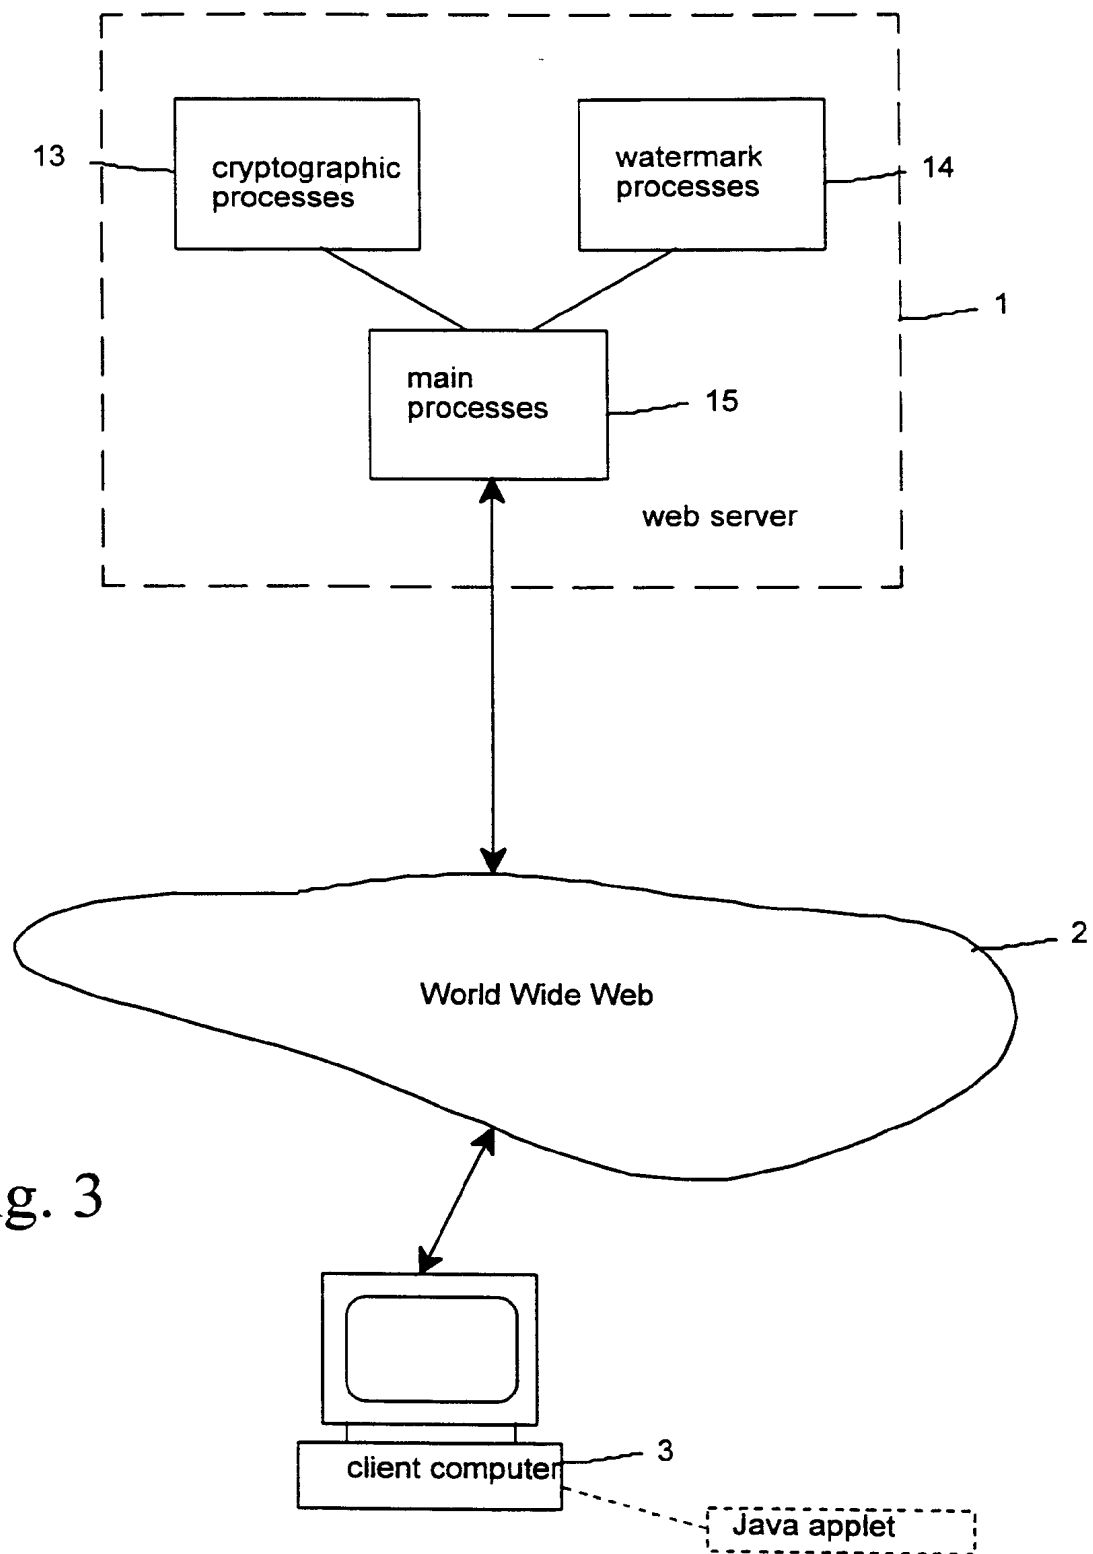 13
cryptographic
processes
watermark
processes
14
1
main
processes
15
web server
2
World Wide Web
g. 3
3
client computer
Java applet